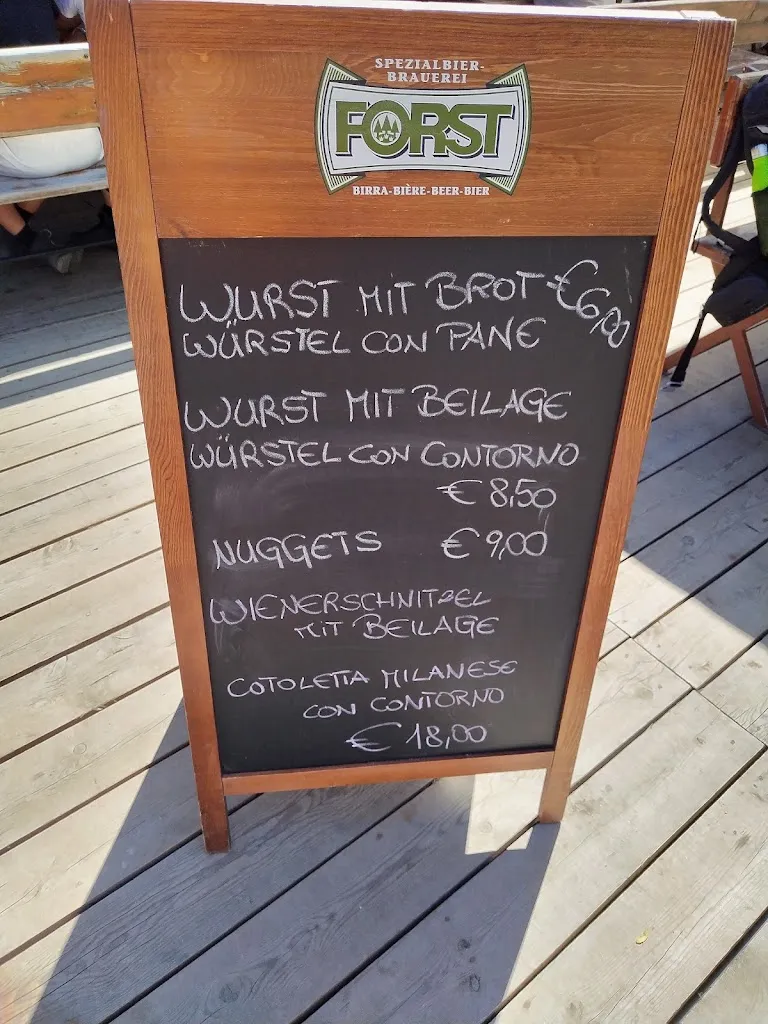 SPEZIALBIER-
BRAUEREI
FORST
BIRRA-BIÈRE-BEER-BIER
WURST MIT BROT €6,00
WÜRSTEL CON PANE
WURST MIT BEILAGE
WÜRSTEL CON CONTORNO
€ 8,50
NUGGETS € 9,00
WIENERSCHNITZEL
MIT BEILAGE
COTOLETTA MILANESE
CON CONTORNO
€ 18,00